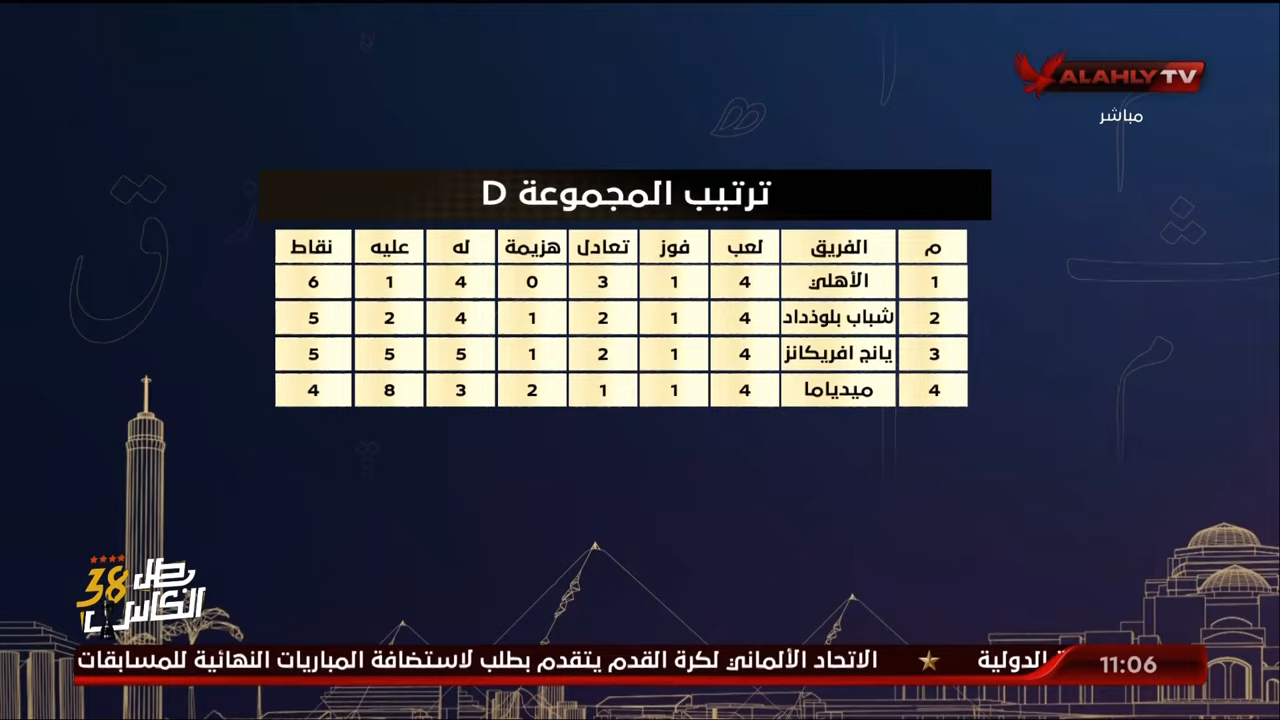 ALAHLY TV
مباشر
ترتيب المجموعة D
م الفريق لعب فوز تعادل هزيمة له عليه نقاط
1 الأهلي 4 1 3 0 4 1 6
2 شباب بلوذداد 4 1 2 1 4 2 5
3 يانج افريكانز 4 1 2 1 5 5 5
4 ميدياما 4 1 1 2 3 8 4
بطل الكاس 38
11:06 الدولية ★ الاتحاد الألماني لكرة القدم يتقدم بطلب لاستضافة المباريات النهائية للمسابقات